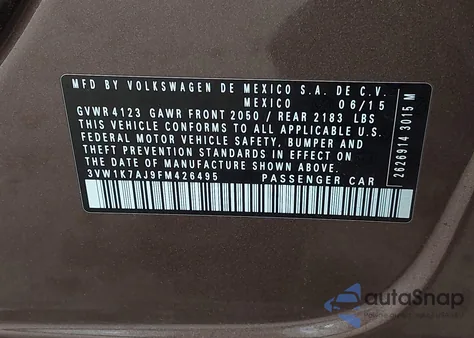 MFD BY VOLKSWAGEN DE MEXICO S.A. DE C.V.
MEXICO 06/15
GVWR 4123 GAWR FRONT 2050 / REAR 2183 LBS
THIS VEHICLE CONFORMS TO ALL APPLICABLE
FEDERAL MOTOR VEHICLE SAFETY, BUMPER AND
THEFT PREVENTION STANDARDS IN EFFECT ON
THE DATE OF MANUFACTURE SHOWN ABOVE
3VW1K7AJ9FM426495 PASSENGER CAR
2626914 3015 M
autoSnap